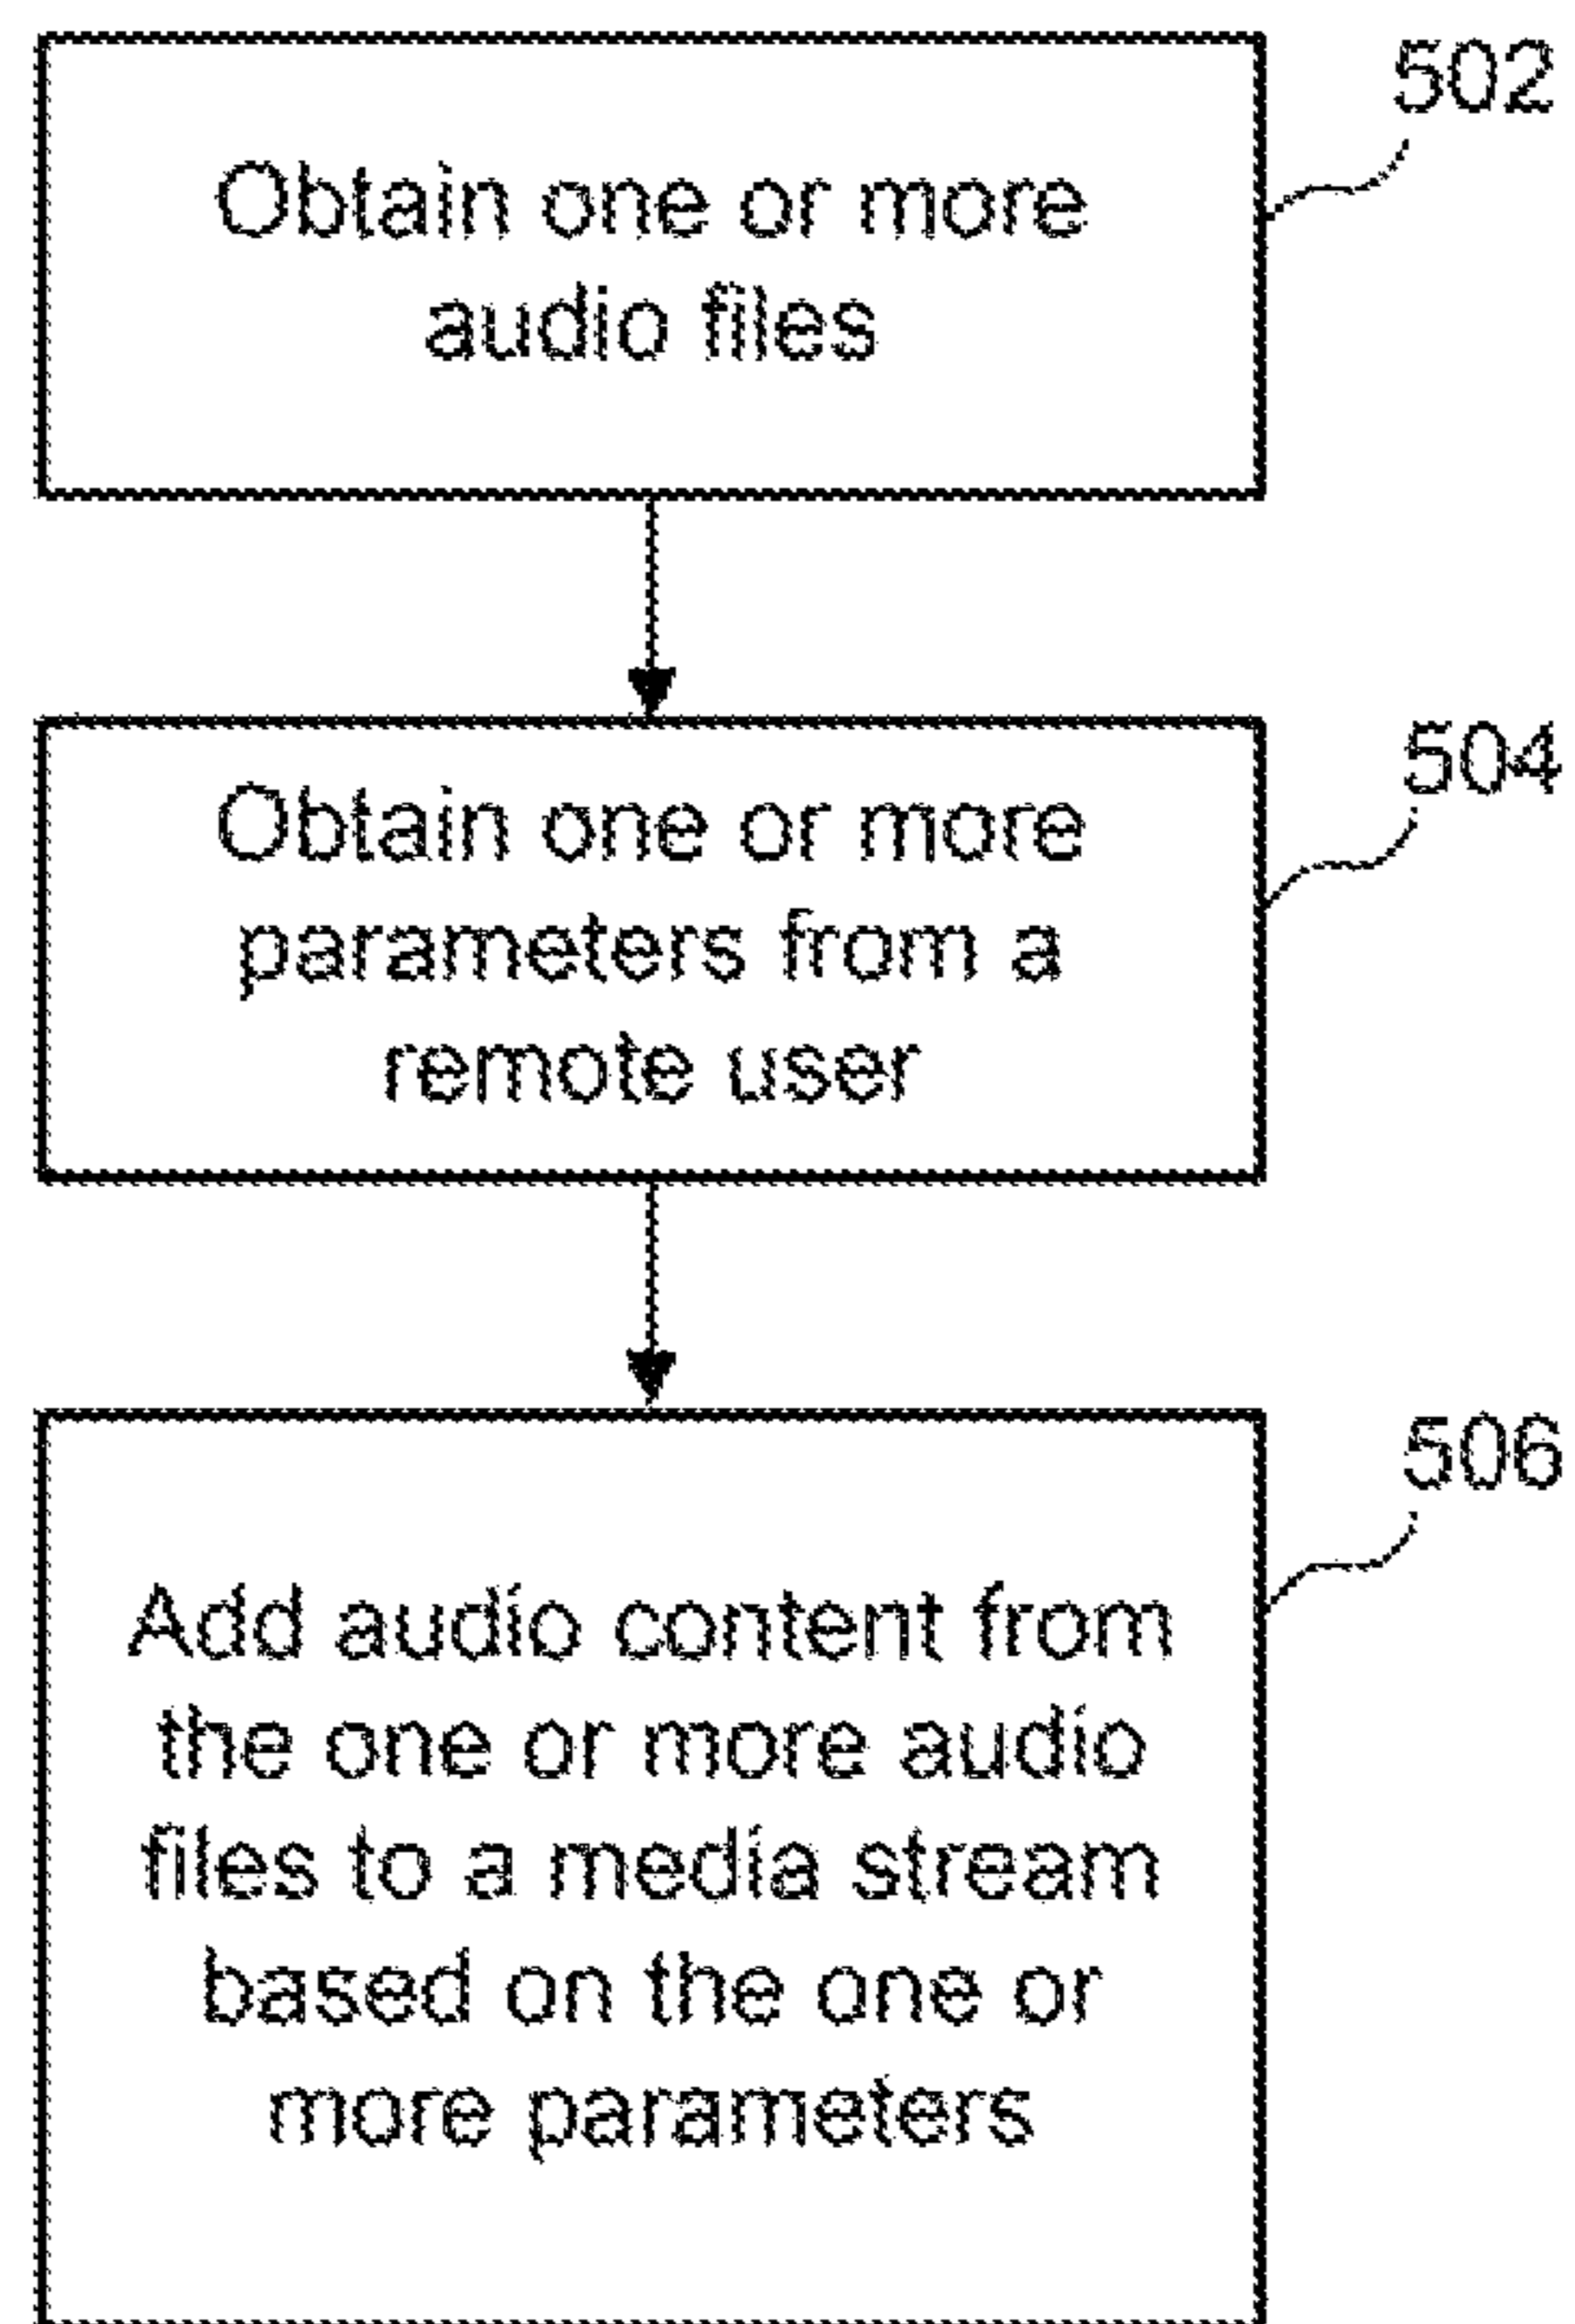 502
Obtain one or more
audio files
504
Obtain one or more
parameters from a
remote user
506
Add audio content from
the one or more audio
files to a media stream
based on the one or
more parameters